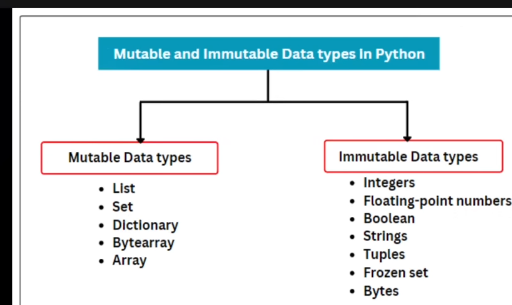 Mutable and Immutable Data types In Python
Mutable Data types
• List
• Set
• Dictionary
• Bytearray
• Array
Immutable Data types
• Integers
• Floating-point numbers
• Boolean
• Strings
• Tuples
• Frozen set
• Bytes